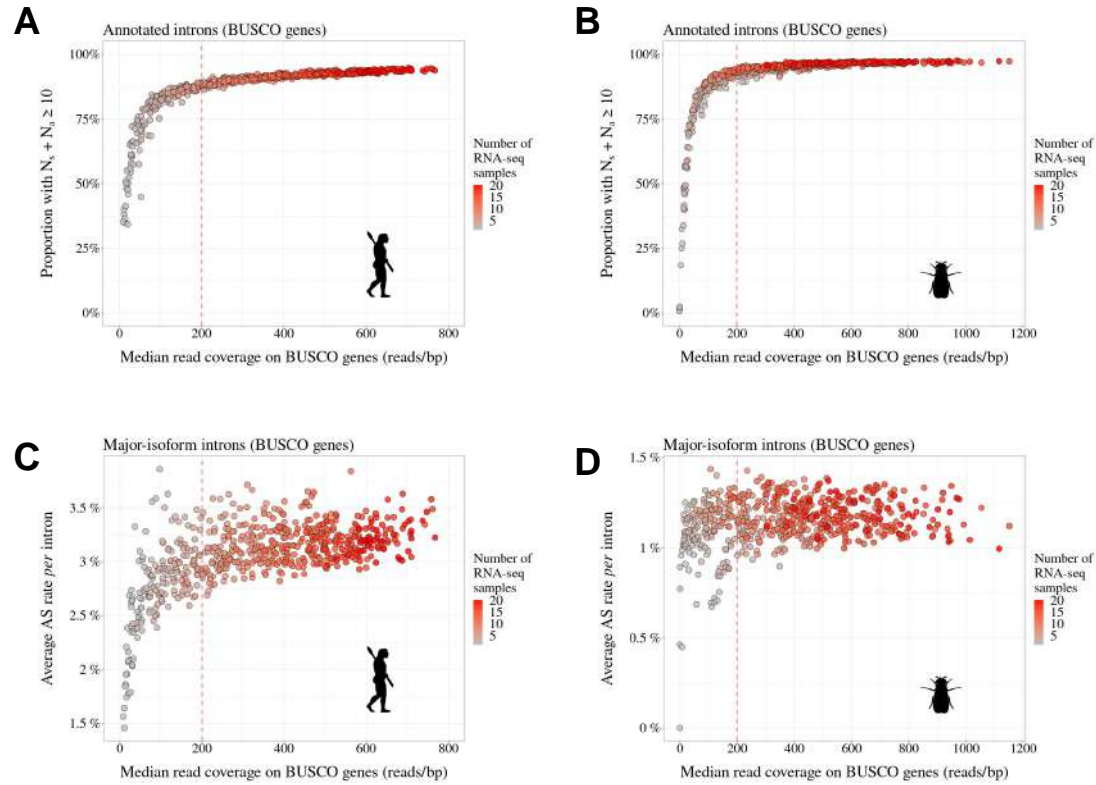 A
Annotated introns (BUSCO genes)
100%
75%
50%
25%
0%
Proportion with Ns + Na ≥ 10
0 200 400 600 800
Median read coverage on BUSCO genes (reads/bp)
Number of
RNA-seq
samples
20
15
10
5
B
Annotated introns (BUSCO genes)
100%
75%
50%
25%
0%
Proportion with Ns + Na ≥ 10
0 200 400 600 800 1000 1200
Median read coverage on BUSCO genes (reads/bp)
Number of
RNA-seq
samples
20
15
10
5
C
Major-isoform introns (BUSCO genes)
3.5 %
3 %
2.5 %
2 %
1.5 %
Average AS rate per intron
0 200 400 600 800
Median read coverage on BUSCO genes (reads/bp)
Number of
RNA-seq
samples
20
15
10
5
D
Major-isoform introns (BUSCO genes)
1.5 %
1 %
0.5 %
0 %
Average AS rate per intron
0 200 400 600 800 1000 1200
Median read coverage on BUSCO genes (reads/bp)
Number of
RNA-seq
samples
20
15
10
5